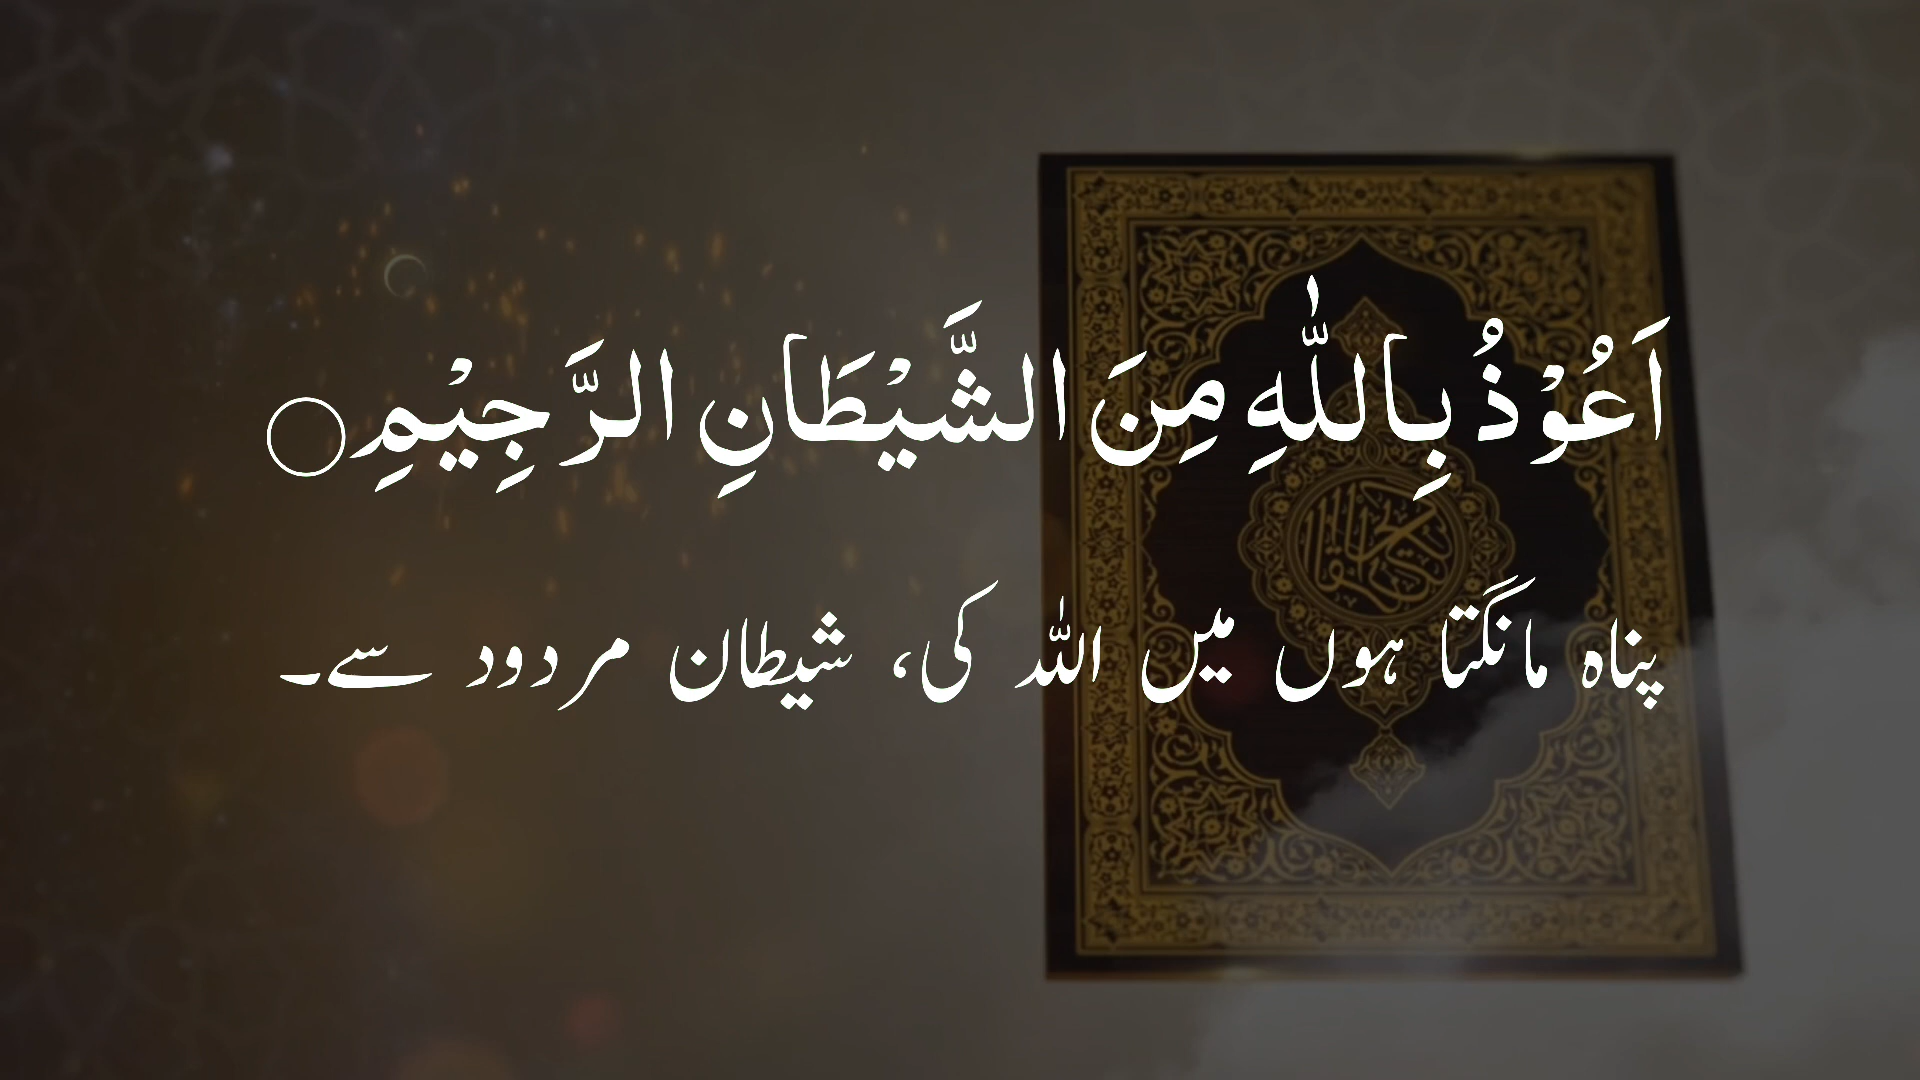 اَعُوْذُ بِاللّٰهِ مِنَ الشَّيْطَانِ الرَّجِيْمِ ○
پناہ مانگتا ہوں میں اللہ کی، شیطان مردود سے۔